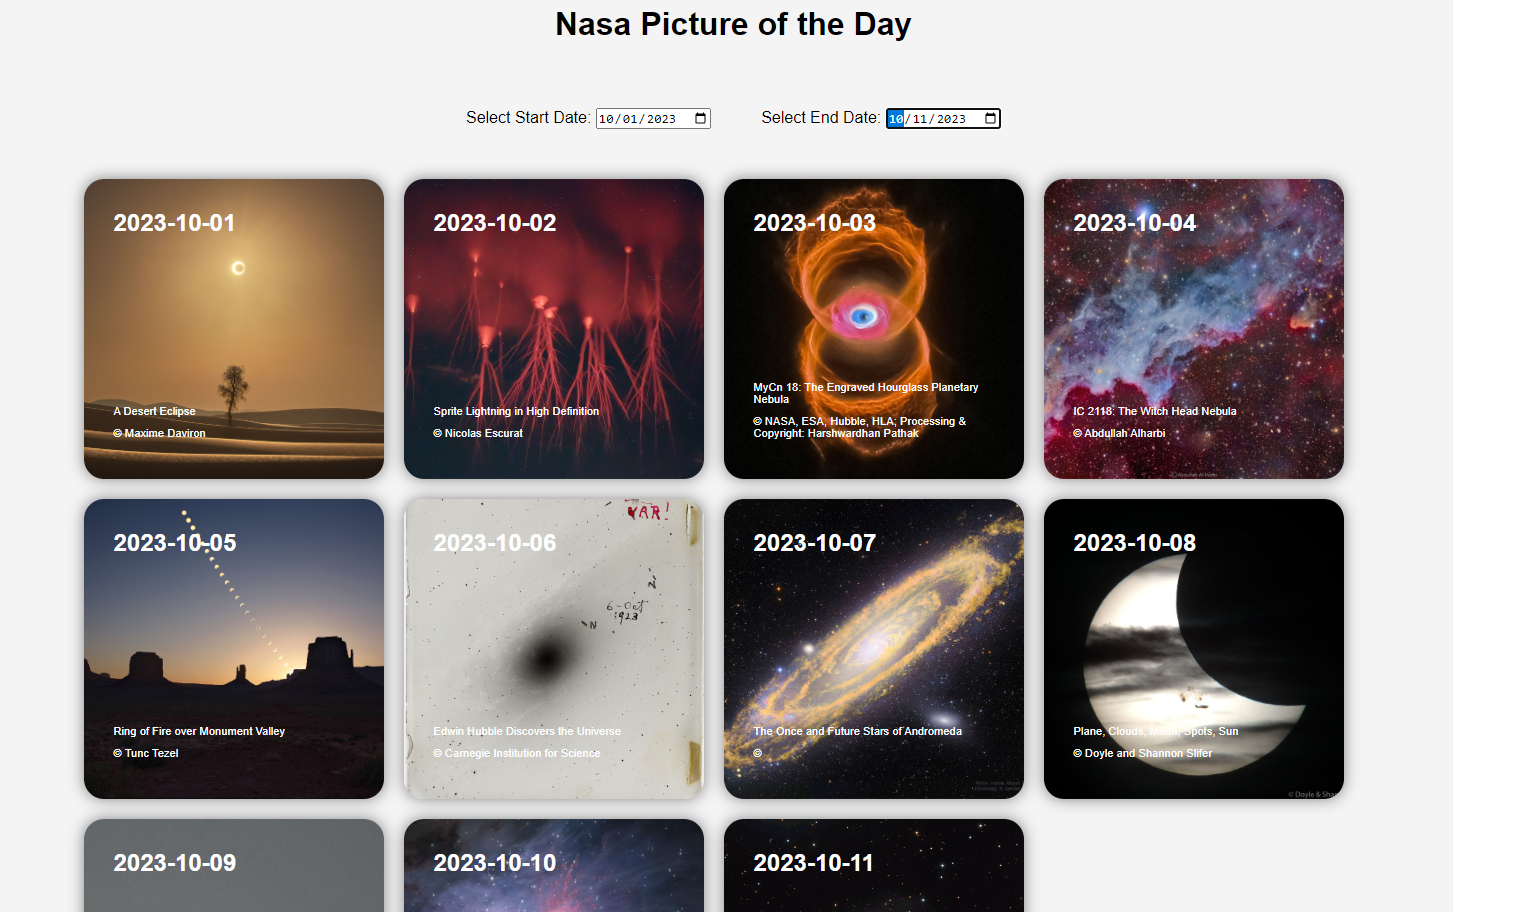 Nasa Picture of the Day
Select Start Date: 10/01/2023
Select End Date: 10/11/2023
2023-10-01
A Desert Eclipse
© Maxime Daviron
2023-10-02
Sprite Lightning in High Definition
© Nicolas Escurat
2023-10-03
MyCn 18: The Engraved Hourglass Planetary
Nebula
© NASA, ESA, Hubble, HLA; Processing &
Copyright: Harshwardhan Pathak
2023-10-04
IC 2118: The Witch Head Nebula
© Abdullah Alharbi
2023-10-05
Ring of Fire over Monument Valley
© Tunc Tezel
2023-10-06
VAR!
6-Oct
1923
N
N
Edwin Hubble Discovers the Universe
© Carnegie Institution for Science
2023-10-07
The Once and Future Stars of Andromeda
©
2023-10-08
Plane, Clouds, Moon, Spots, Sun
© Doyle and Shannon Slifer
© Doyle & Shan
2023-10-09
2023-10-10
2023-10-11